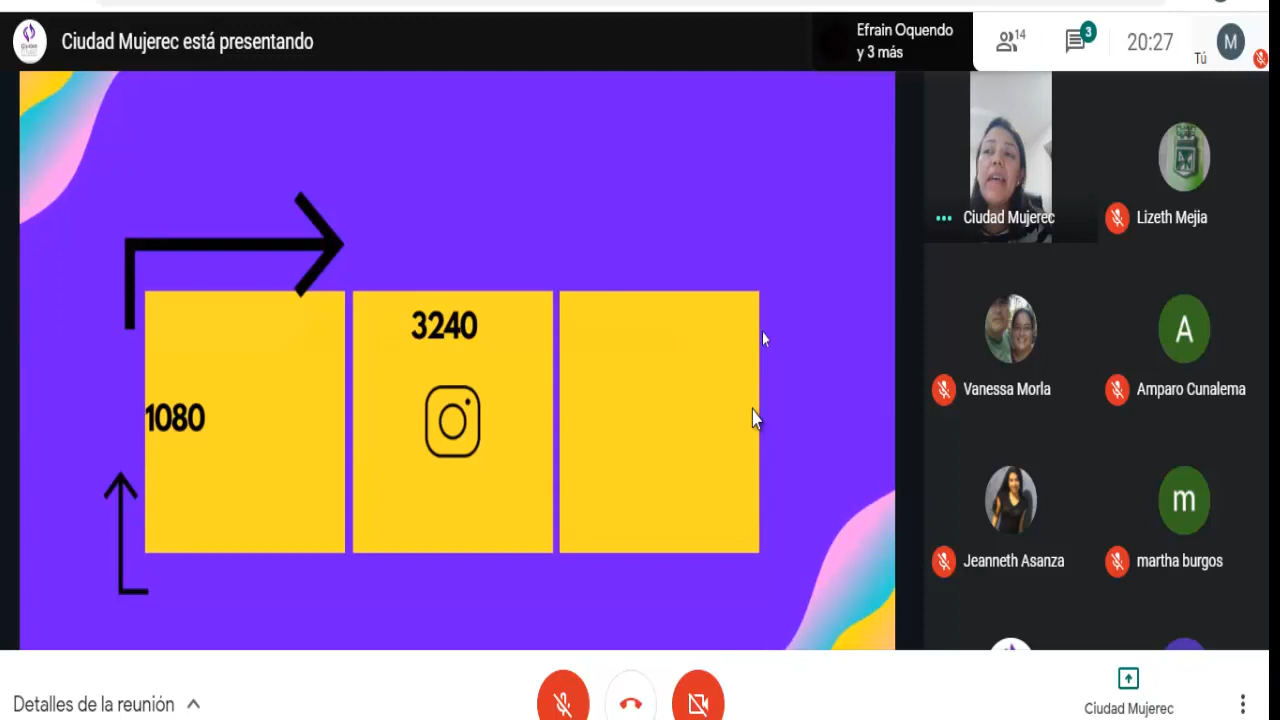 Ciudad Mujerec está presentando
Efrain Oquendo
y 3 más
14
3
20:27
Tú
M
Ciudad Mujerec
Lizeth Mejia
3240
1080
Vanessa Morla
A
Amparo Cunalema
Jeanneth Asanza
m
martha burgos
Detalles de la reunión
Ciudad Mujerec